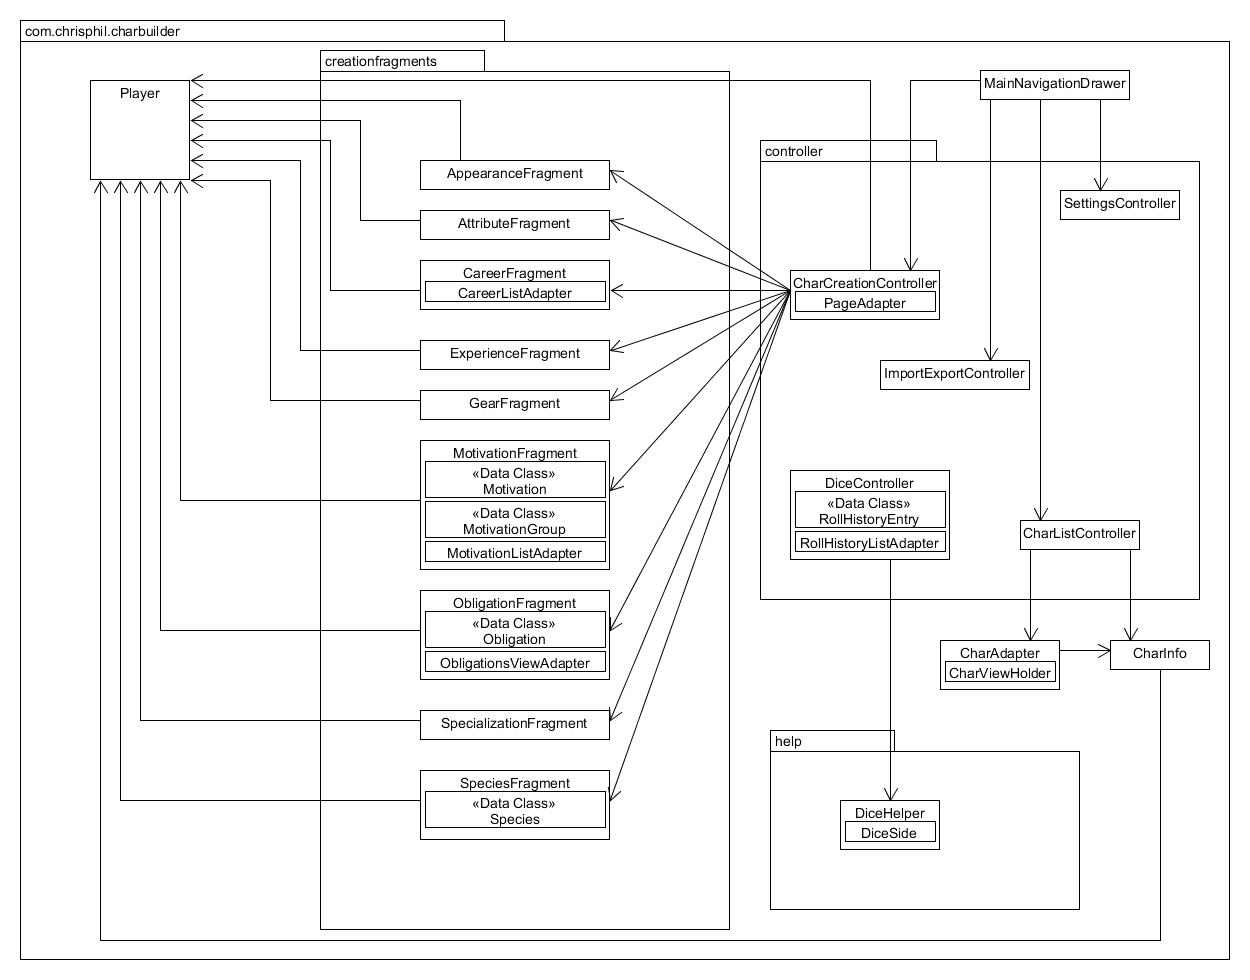 com.chrisphil.charbuilder
creationfragments
Player
MainNavigationDrawer
controller
AppearanceFragment
SettingsController
AttributeFragment
CareerFragment
CareerListAdapter
CharCreationController
PageAdapter
ExperienceFragment
ImportExportController
GearFragment
MotivationFragment
«Data Class»
Motivation
«Data Class»
MotivationGroup
MotivationListAdapter
DiceController
«Data Class»
RollHistoryEntry
RollHistoryListAdapter
CharListController
ObligationFragment
«Data Class»
Obligation
ObligationsViewAdapter
CharAdapter
CharViewHolder
CharInfo
SpecializationFragment
help
SpeciesFragment
«Data Class»
Species
DiceHelper
DiceSide